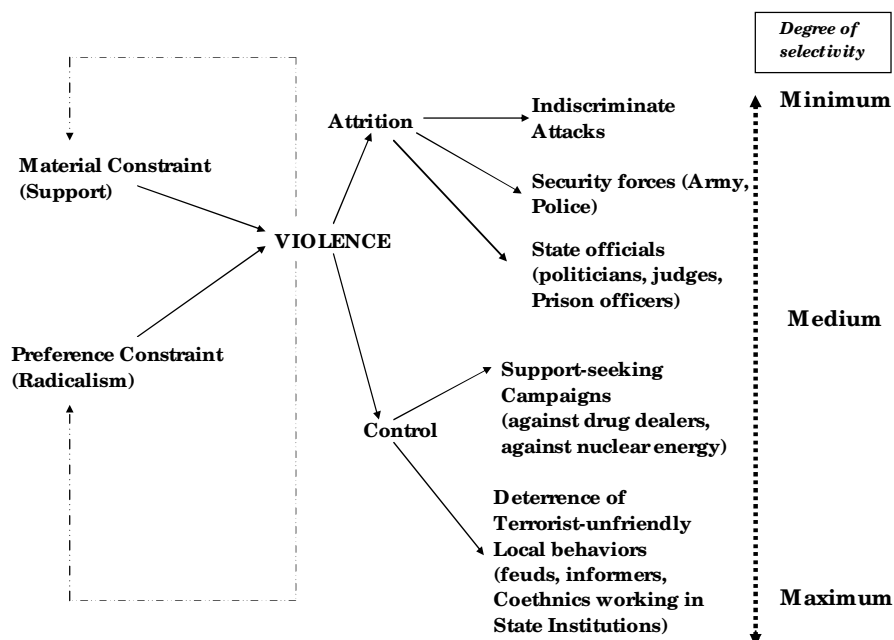 Degree of
selectivity
Minimum
Attrition
Indiscriminate
Attacks
Material Constraint
(Support)
Security forces (Army,
Police)
VIOLENCE
State officials
(politicians, judges,
Prison officers)
Medium
Preference Constraint
(Radicalism)
Support-seeking
Campaigns
(against drug dealers,
against nuclear energy)
Control
Deterrence of
Terrorist-unfriendly
Local behaviors
(feuds, informers,
Coethnics working in
State Institutions)
Maximum